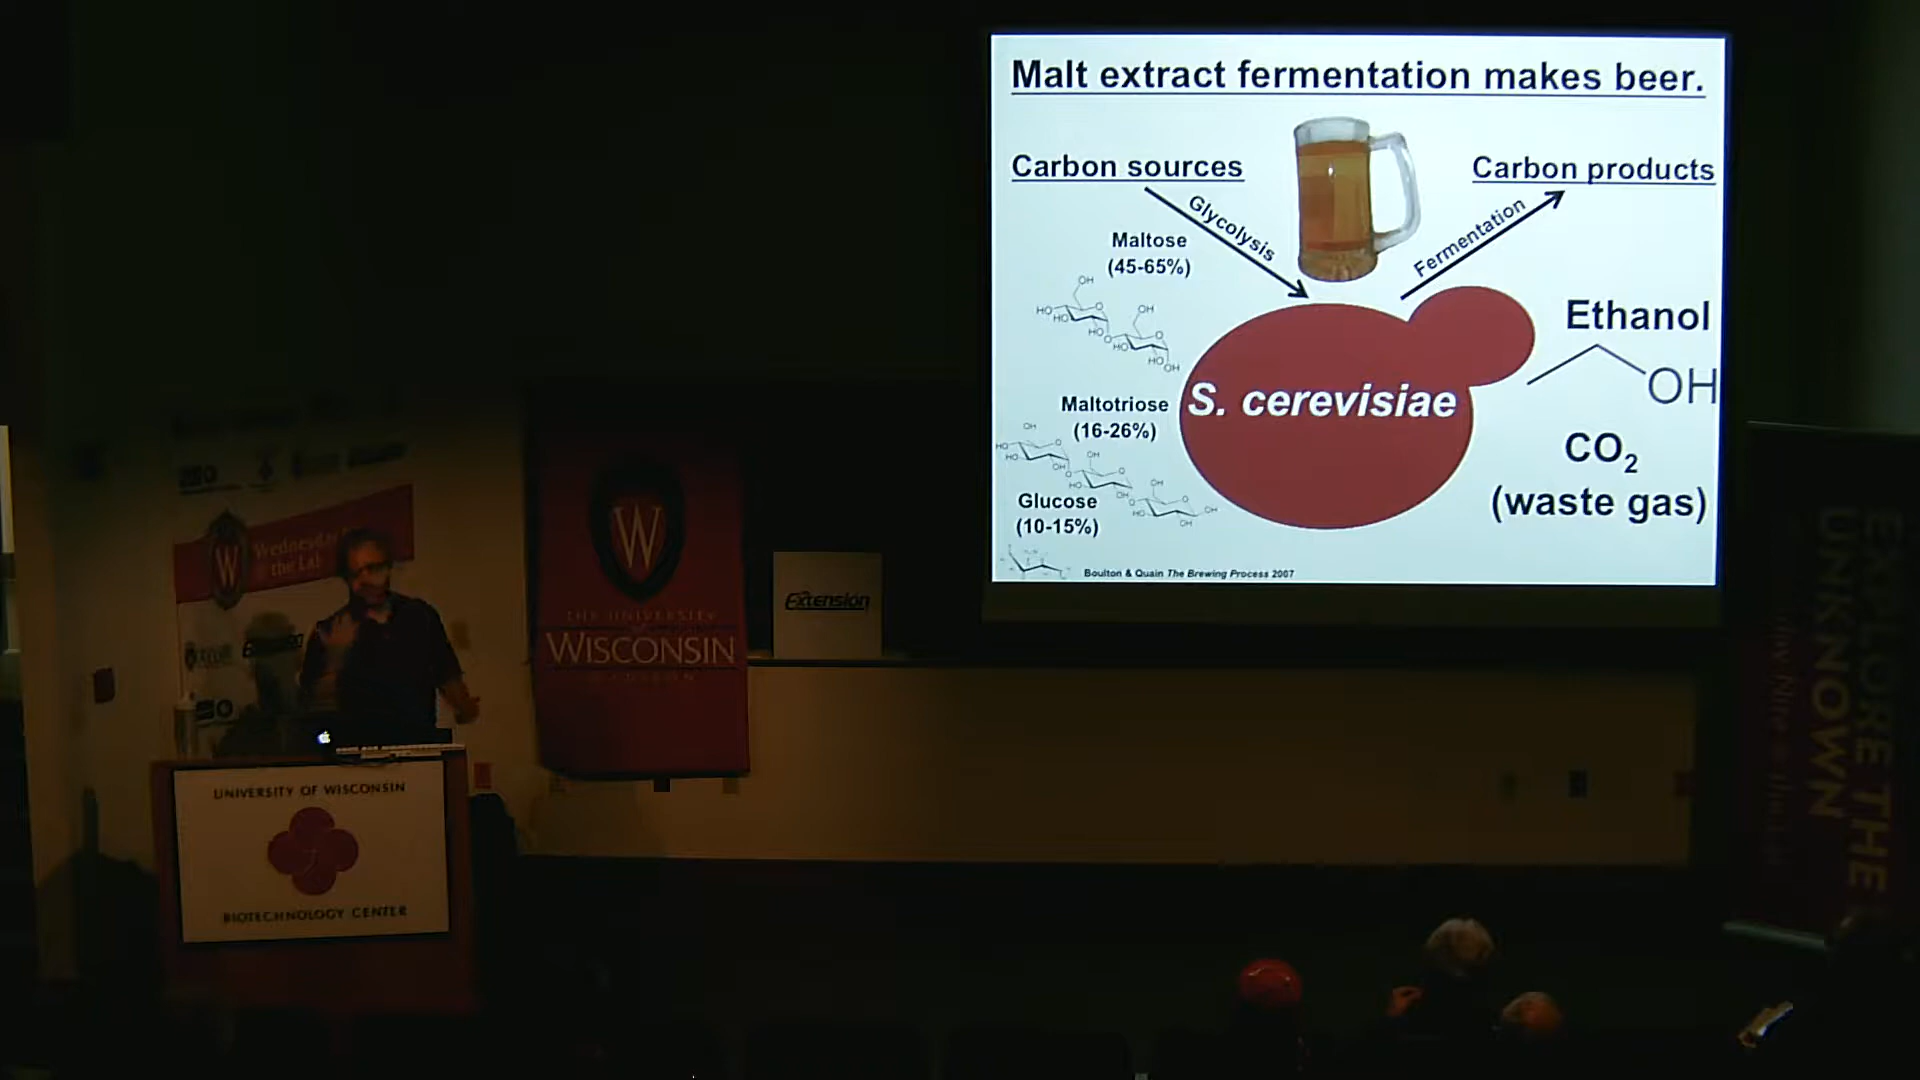 Malt extract fermentation makes beer.
Carbon sources
Carbon products
Glycolysis
Fermentation
Maltose
(45-65%)
Ethanol
OH
S. cerevisiae
Maltotriose
(16-26%)
CO2
(waste gas)
Glucose
(10-15%)
Boulton & Quain The Brewing Process 2007
W
Wednesday
W
THE UNIVERSITY
WISCONSIN
Extension
UNIVERSITY OF WISCONSIN
BIOTECHNOLOGY CENTER
EXPLORE THE
UNKNOWN